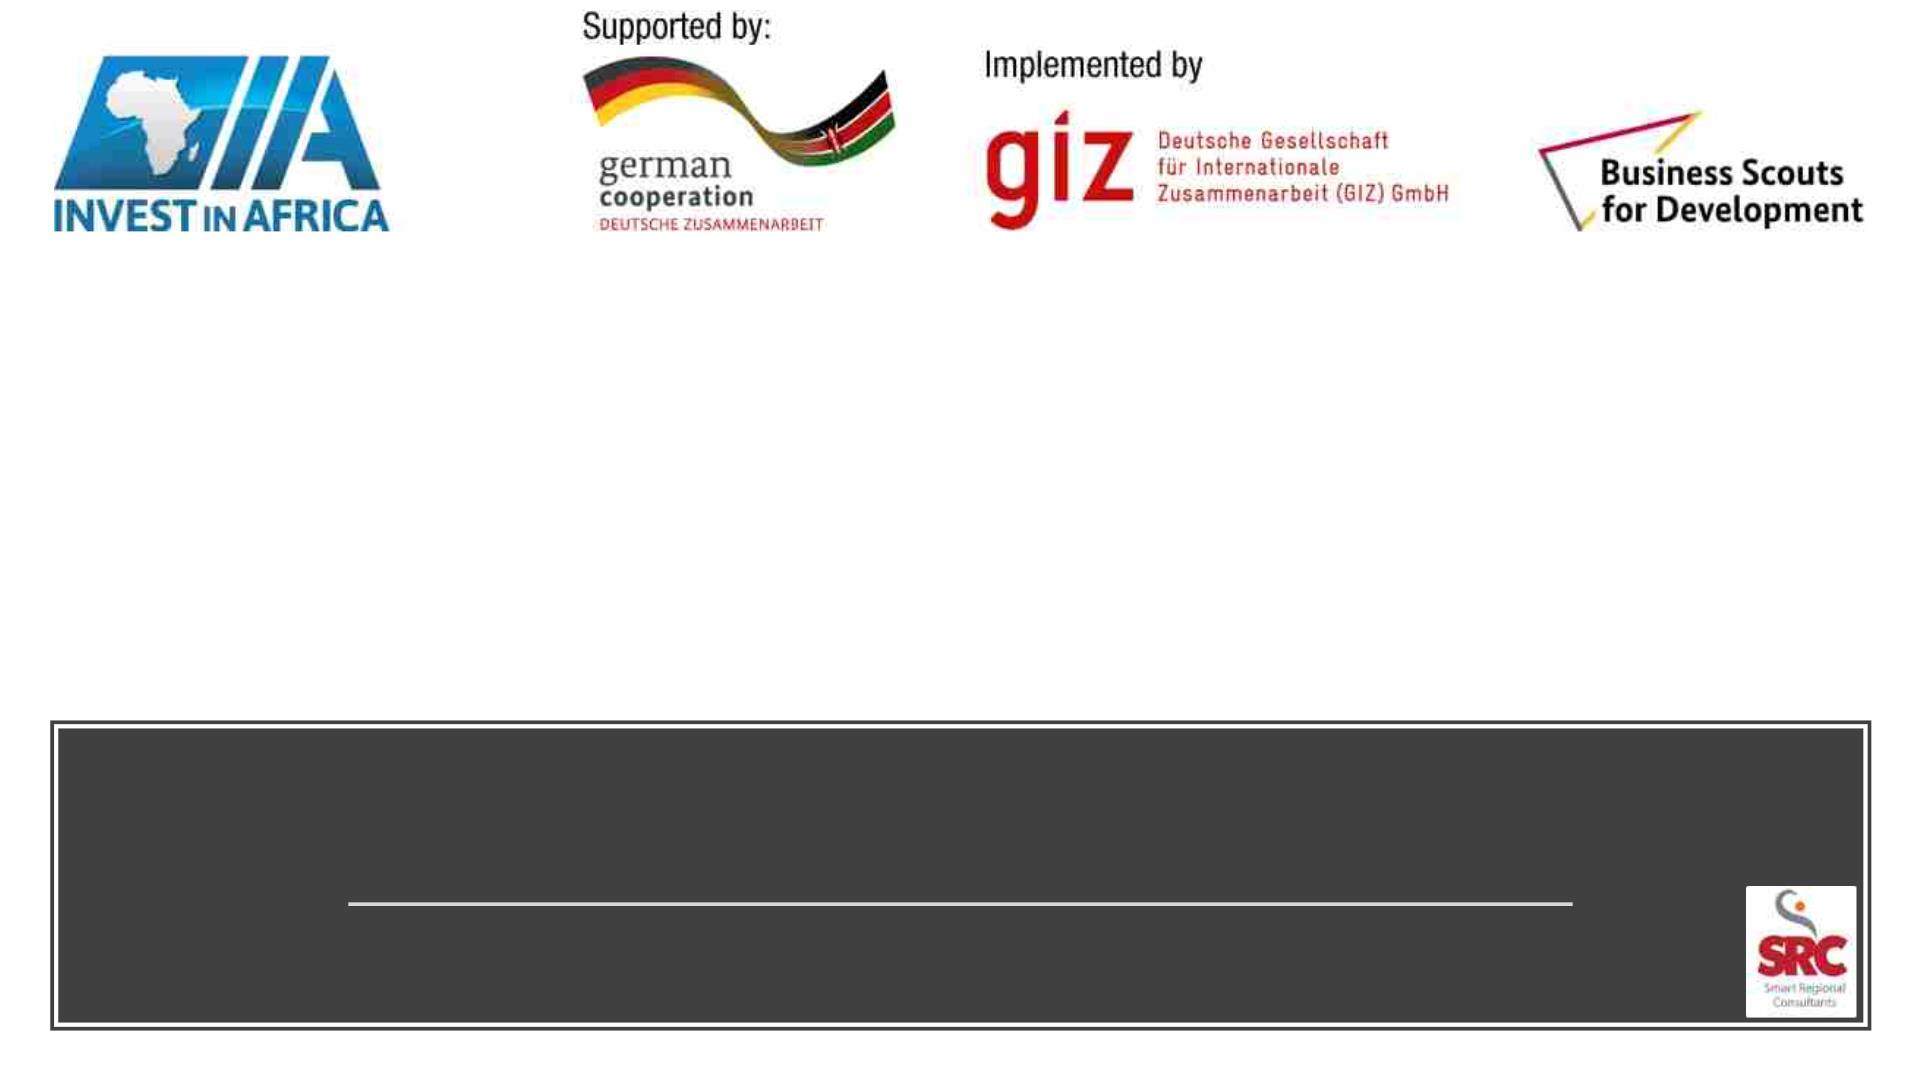 Supported by:
Implemented by
INVEST IN AFRICA
german
cooperation
DEUTSCHE ZUSAMMENARBEIT
giz
Deutsche Gesellschaft
für Internationale
Zusammenarbeit (GIZ) GmbH
Business Scouts
for Development
SRC
Smart Regional
Consultants